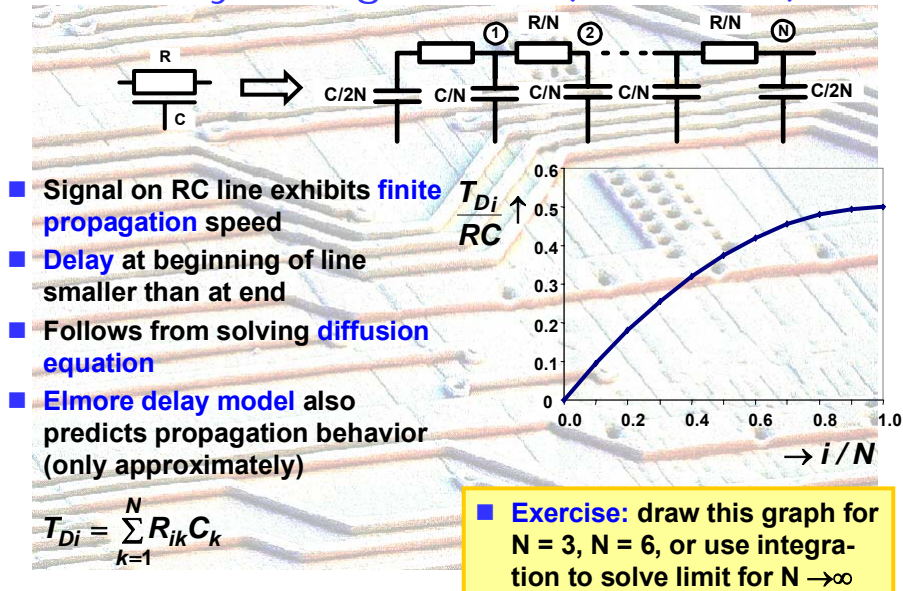 R
C
C/2N
1
R/N
2
R/N
N
C/N
C/N
C/N
C/2N
■ Signal on RC line exhibits finite
propagation speed
■ Delay at beginning of line
smaller than at end
■ Follows from solving diffusion
equation
■ Elmore delay model also
predicts propagation behavior
(only approximately)
T_Di = Σ_{k=1}^{N} R_ik C_k
T_Di / RC ↑
0.6
0.5
0.4
0.3
0.2
0.1
0
0.0 0.2 0.4 0.6 0.8 1.0
→ i / N
■ Exercise: draw this graph for
N = 3, N = 6, or use integra-
tion to solve limit for N →∞